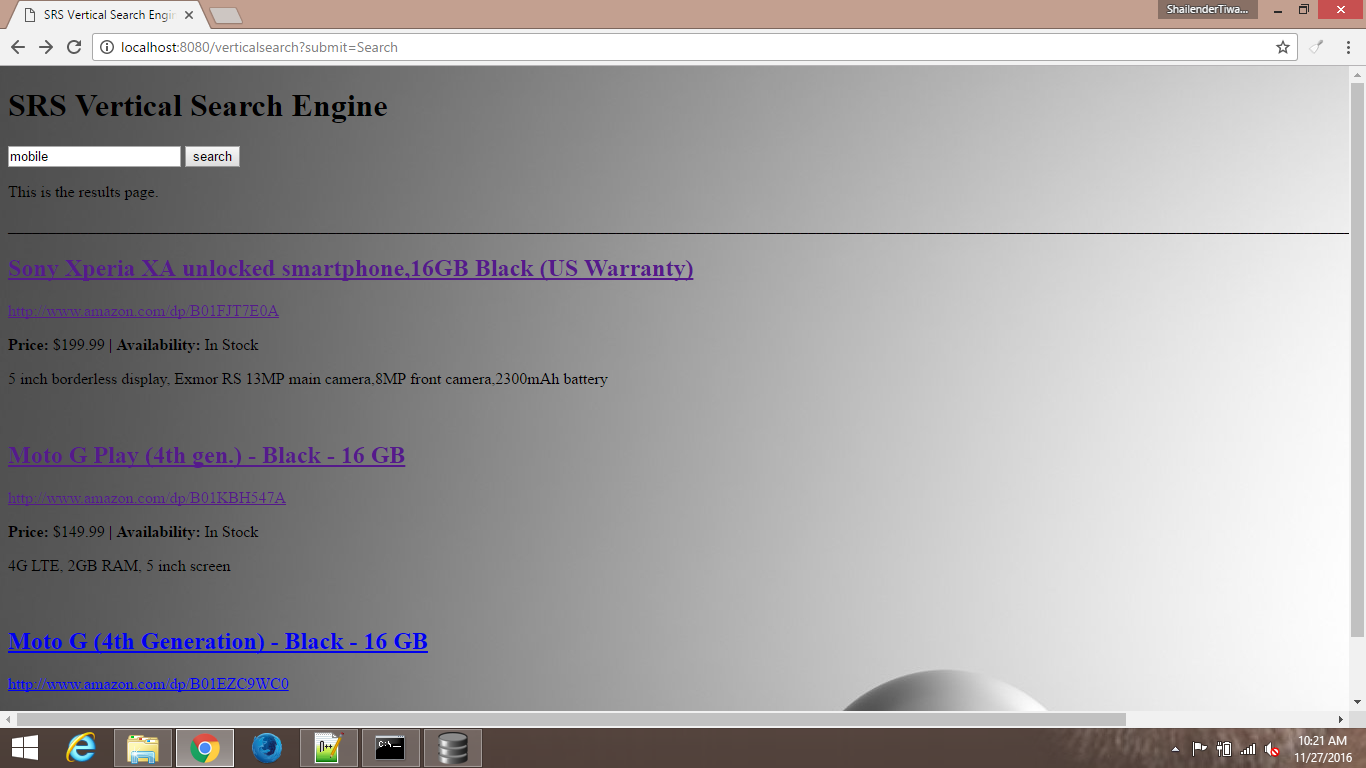 SRS Vertical Search Engin
ShailenderTiwa...
localhost:8080/verticalsearch?submit=Search
SRS Vertical Search Engine
mobile search
This is the results page.
Sony Xperia XA unlocked smartphone,16GB Black (US Warranty)
http://www.amazon.com/dp/B01FJT7E0A
Price: $199.99 | Availability: In Stock
5 inch borderless display, Exmor RS 13MP main camera,8MP front camera,2300mAh battery
Moto G Play (4th gen.) - Black - 16 GB
http://www.amazon.com/dp/B01KBH547A
Price: $149.99 | Availability: In Stock
4G LTE, 2GB RAM, 5 inch screen
Moto G (4th Generation) - Black - 16 GB
http://www.amazon.com/dp/B01EZC9WC0
10:21 AM
11/27/2016